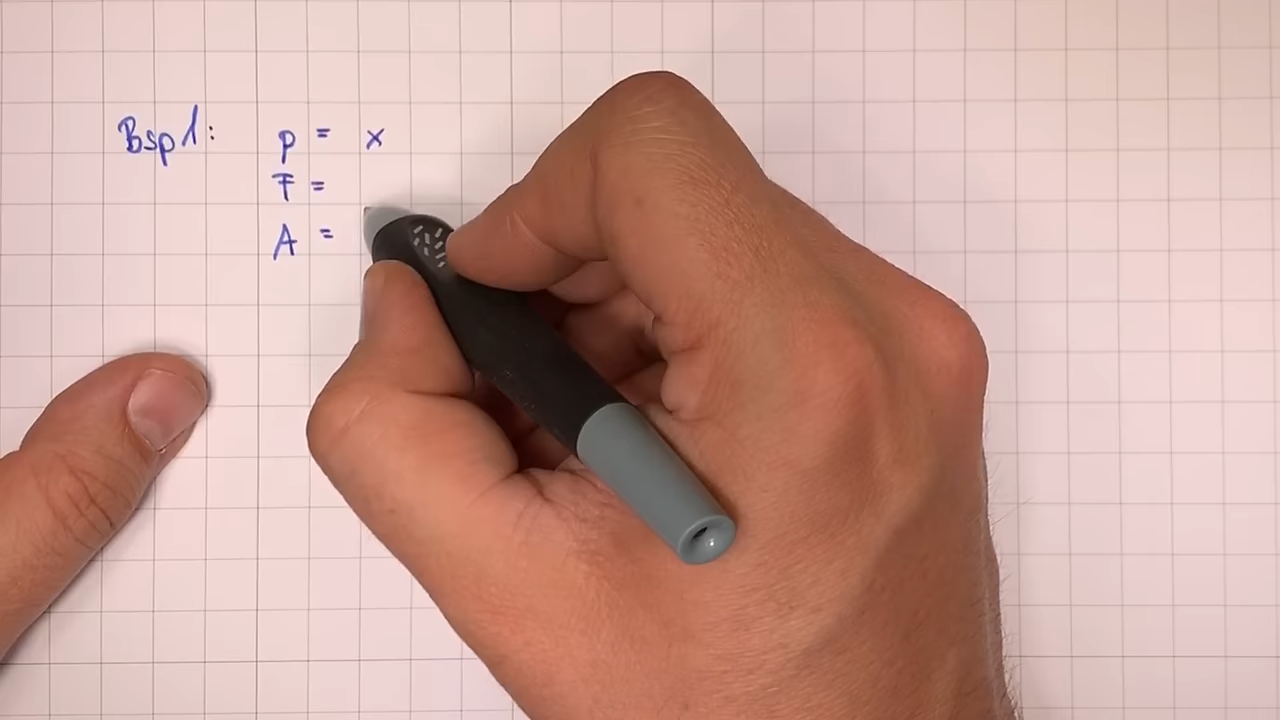 Bsp 1: p = x
F =
A =